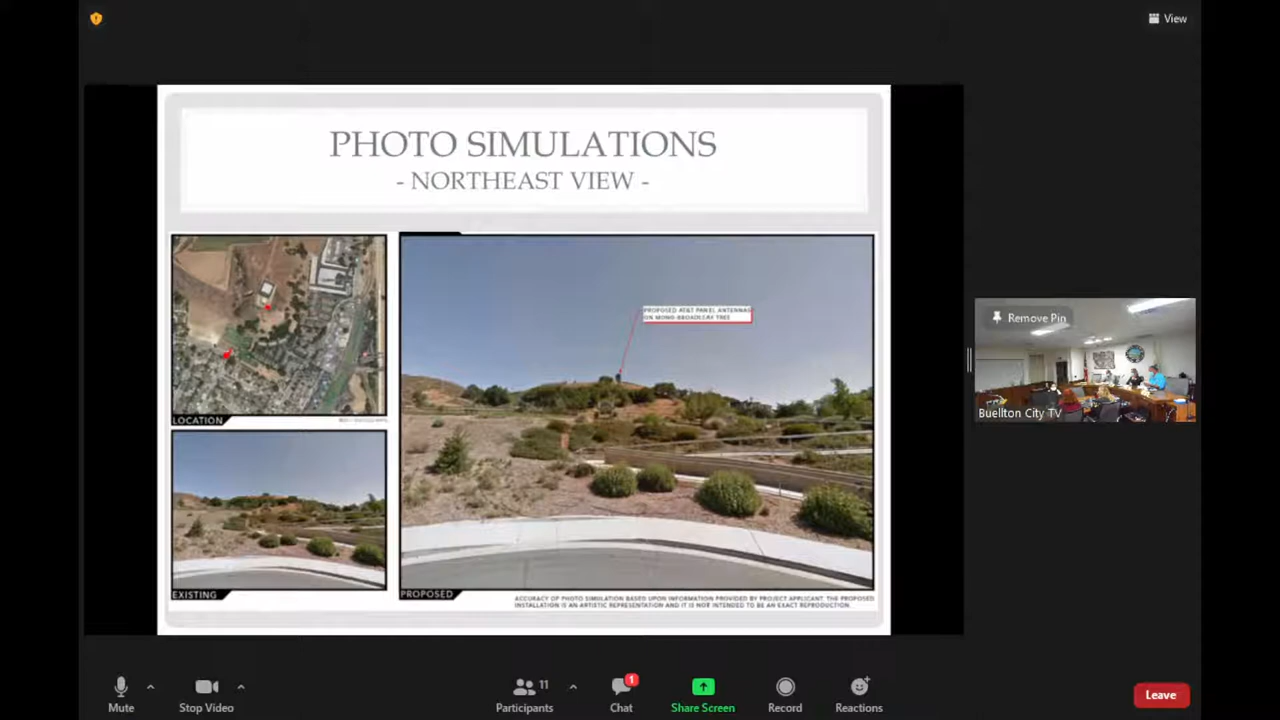 View
PHOTO SIMULATIONS
- NORTHEAST VIEW -
PROPOSED AT&T PANEL ANTENNAS
ON MONO-BROADLEAF TREE
LOCATION
EXISTING
PROPOSED
ACCURACY OF PHOTO SIMULATION BASED UPON INFORMATION PROVIDED BY PROJECT APPLICANT. THE PROPOSED
INSTALLATION IS AN ARTISTIC REPRESENTATION AND IT IS NOT INTENDED TO BE AN EXACT REPRODUCTION.
Remove Pin
Buellton City TV
Mute
Stop Video
11
Participants
1
Chat
Share Screen
Record
Reactions
Leave